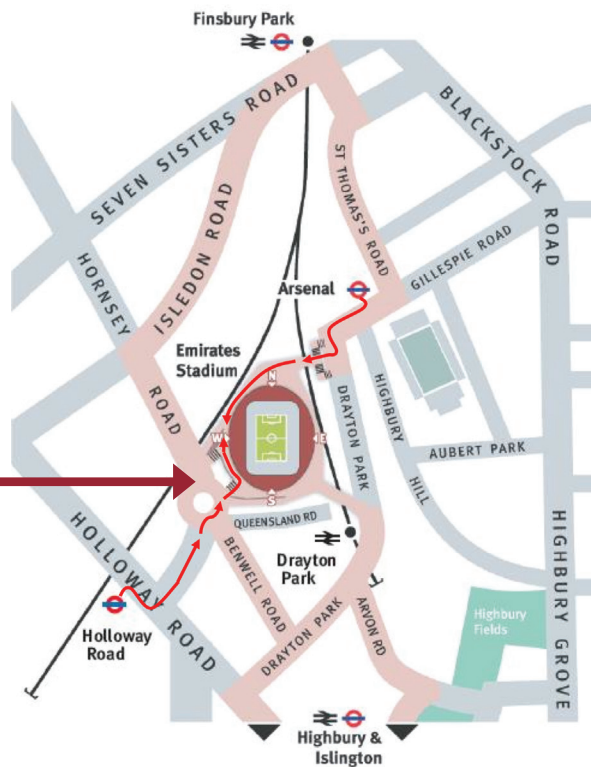 Finsbury Park
SEVEN SISTERS ROAD
BLACKSTOCK ROAD
ST THOMAS'S ROAD
ISLEDON ROAD
HORNSEY ROAD
GILLESPIE ROAD
Arsenal
Emirates
Stadium
N
W
E
S
HIGHBURY HILL
DRAYTON PARK
AUBERT PARK
QUEENSLAND RD
HOLLOWAY ROAD
BENWELL ROAD
Drayton
Park
HIGHBURY GROVE
Holloway
Road
DRAYTON PARK
ARVON RD
Highbury
Fields
Highbury &
Islington